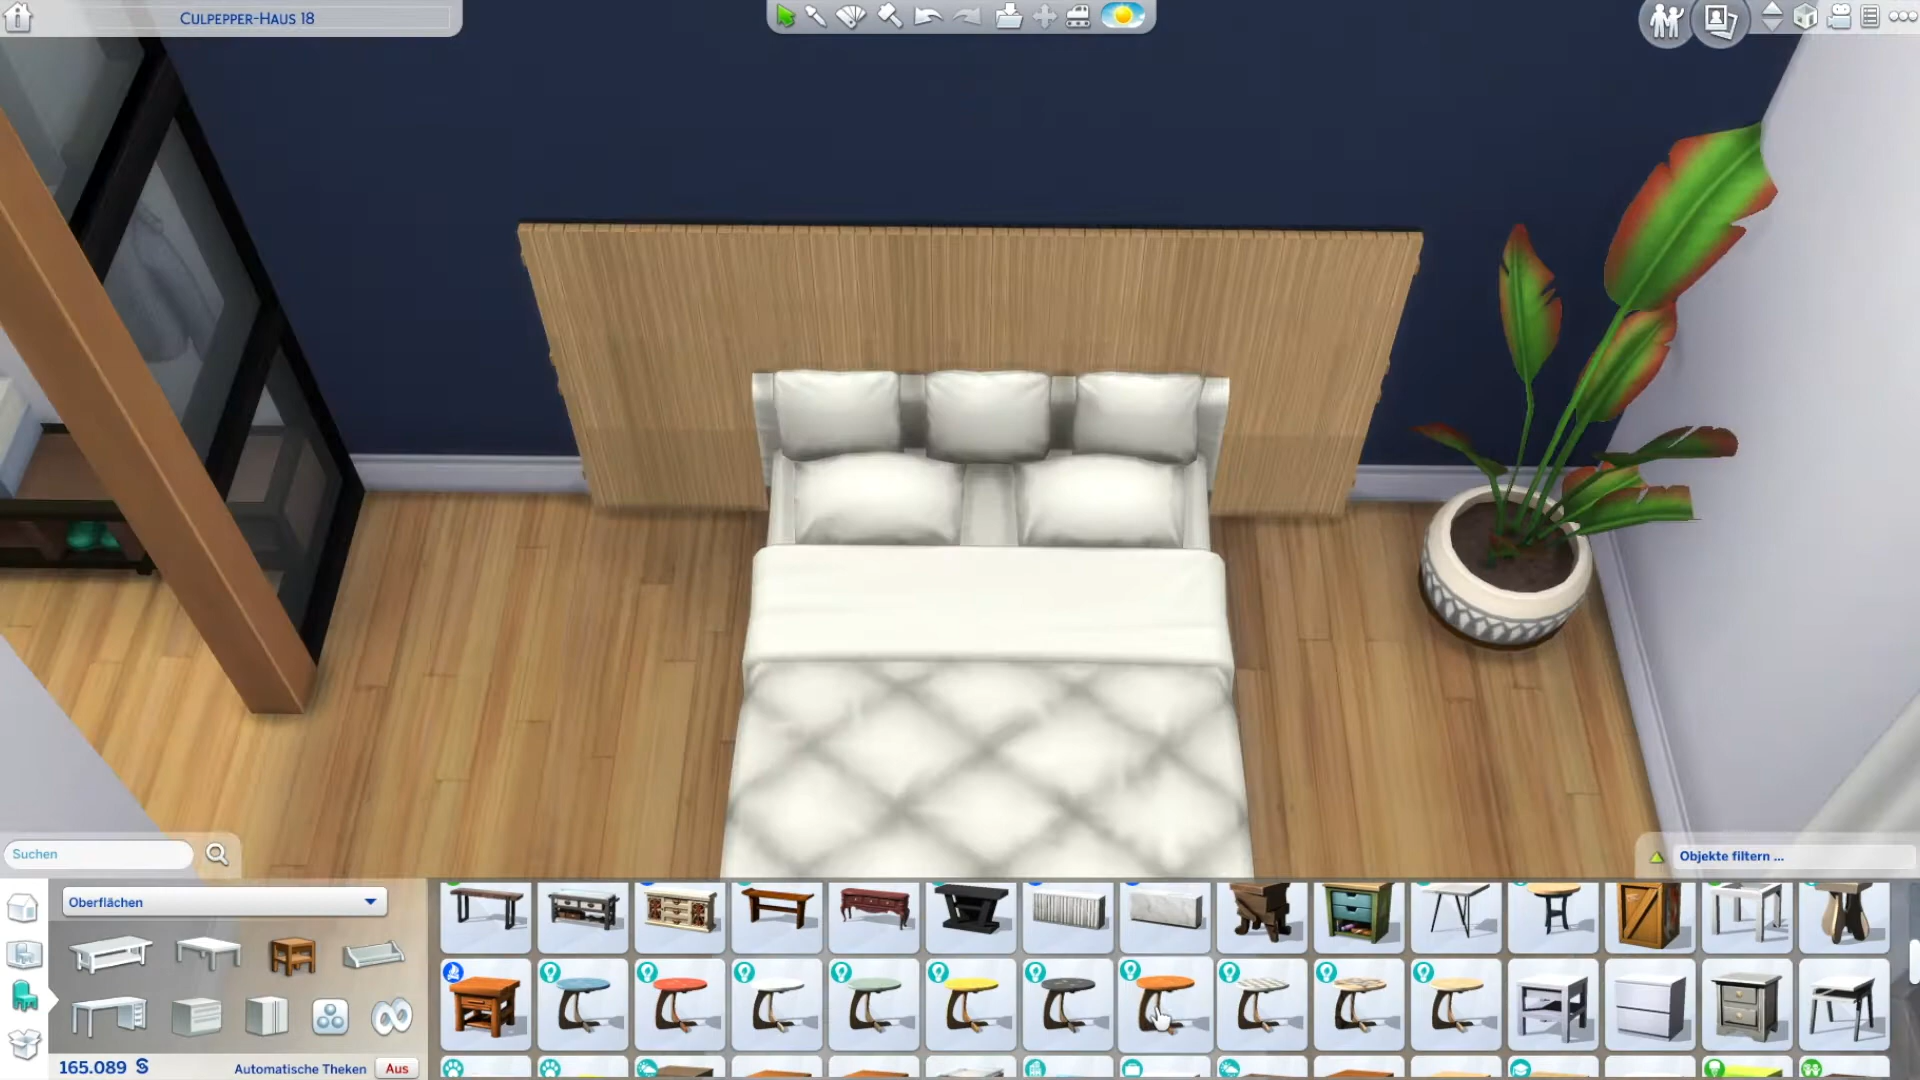 Culpepper-Haus 18
Suchen
Objekte filtern ...
Oberflächen
165.089 §
Automatische Theken
Aus